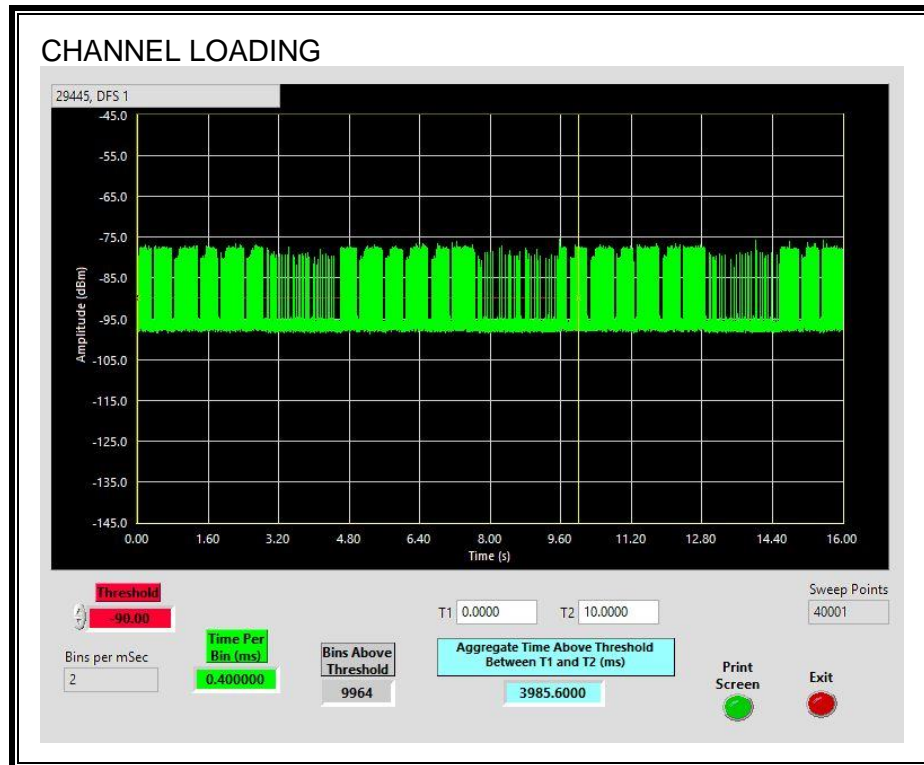 CHANNEL LOADING
29445, DFS 1
-45.0
-55.0
-65.0
-75.0
-85.0
-95.0
-105.0
-115.0
-125.0
-135.0
-145.0
Amplitude (dBm)
0.00 1.60 3.20 4.80 6.40 8.00 9.60 11.20 12.80 14.40 16.00
Time (s)
Threshold
-90.00
Bins per mSec
2
Time Per
Bin (ms)
0.400000
Bins Above
Threshold
9964
T1 0.0000 T2 10.0000
Aggregate Time Above Threshold
Between T1 and T2 (ms)
3985.6000
Sweep Points
40001
Print
Screen
Exit